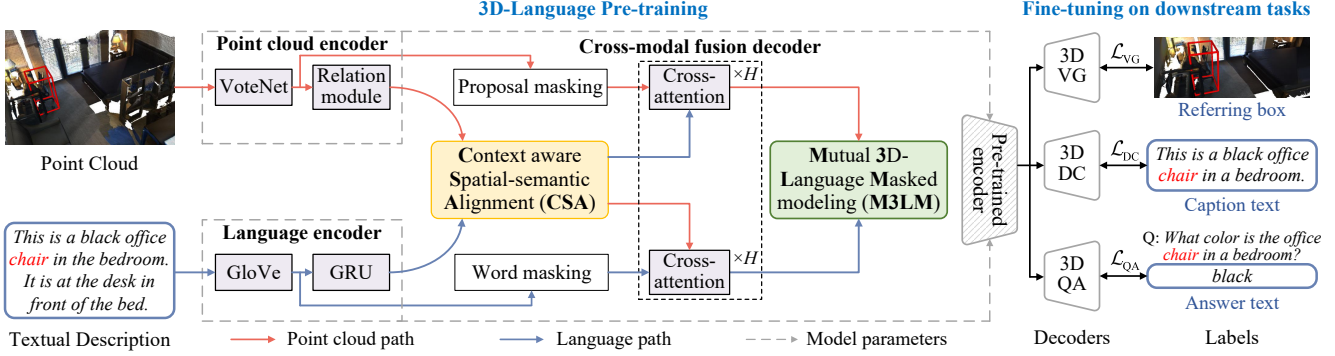 3D-Language Pre-training
Fine-tuning on downstream tasks
Point cloud encoder
VoteNet
Relation
module
Cross-modal fusion decoder
Proposal masking
Cross-
attention
×H
Point Cloud
Context aware
Spatial-semantic
Alignment (CSA)
Mutual 3D-
Language Masked
modeling (M3LM)
Language encoder
GloVe
GRU
Word masking
Cross-
attention
×H
This is a black office
chair in the bedroom.
It is at the desk in
front of the bed.
Textual Description
Point cloud path
Language path
Model parameters
Pre-trained
encoder
3D
VG
ℒVG
Referring box
3D
DC
ℒDC
This is a black office
chair in a bedroom.
Caption text
3D
QA
ℒQA
Q: What color is the office
chair in a bedroom?
black
Answer text
Decoders
Labels